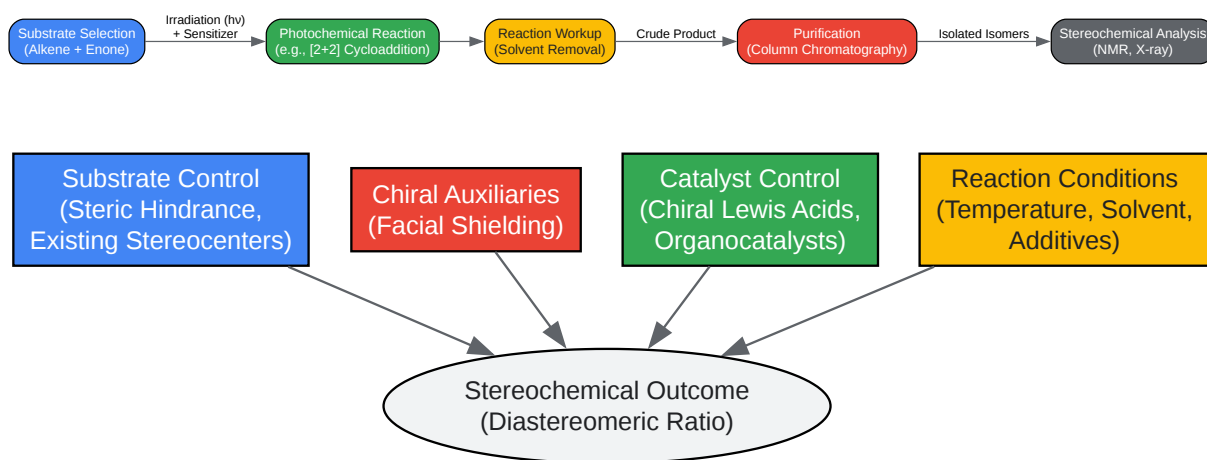 Substrate Selection
(Alkene + Enone)
Irradiation (hν)
+ Sensitizer
Photochemical Reaction
(e.g., [2+2] Cycloaddition)
Reaction Workup
(Solvent Removal)
Crude Product
Purification
(Column Chromatography)
Isolated Isomers
Stereochemical Analysis
(NMR, X-ray)
Substrate Control
(Steric Hindrance,
Existing Stereocenters)
Chiral Auxiliaries
(Facial Shielding)
Catalyst Control
(Chiral Lewis Acids,
Organocatalysts)
Reaction Conditions
(Temperature, Solvent,
Additives)
Stereochemical Outcome
(Diastereomeric Ratio)